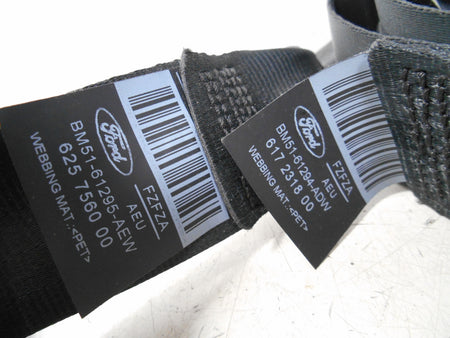 Ford
FZFZA
AEU
BM51-61295-AEW
625 7560 00
WEBBING MAT.:<PET>
Ford
FZFZA
AEU
BM51-61294-ADW
617 2318 00
WEBBING MAT.:<PET>